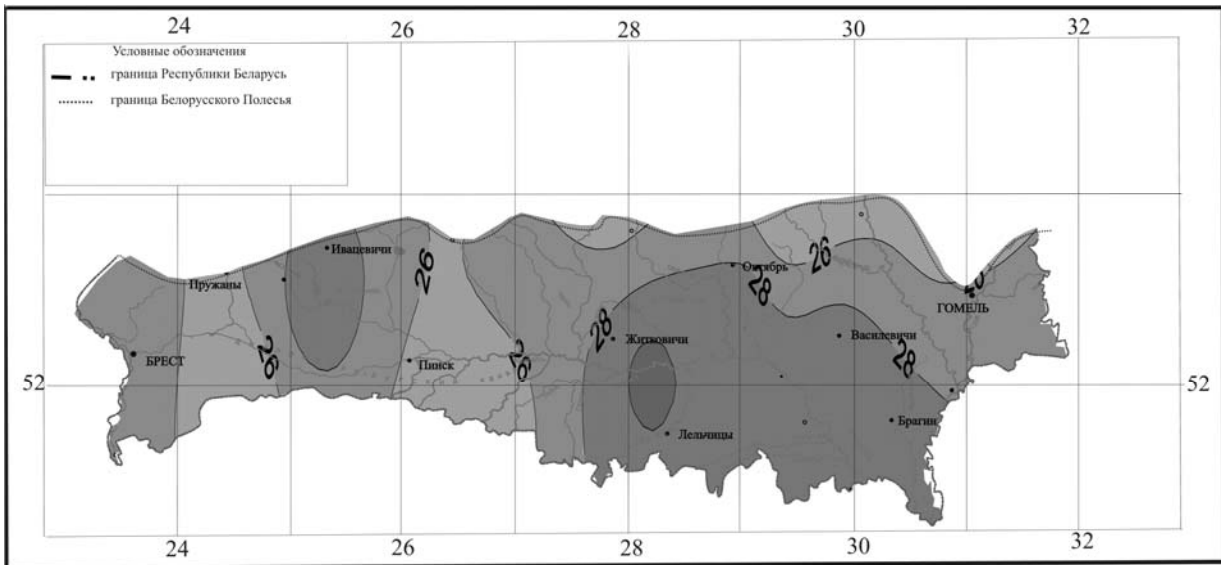 24 26 28 30 32
Условные обозначения
граница Республики Беларусь
граница Белорусского Полесья
Ивацевичи
26
Октябрь
26
Пружаны
28
ГОМЕЛЬ
28
Житковичи
Василевичи
БРЕСТ
26
Пинск
26
28
52
52
Брагин
Лельчицы
24 26 28 30 32